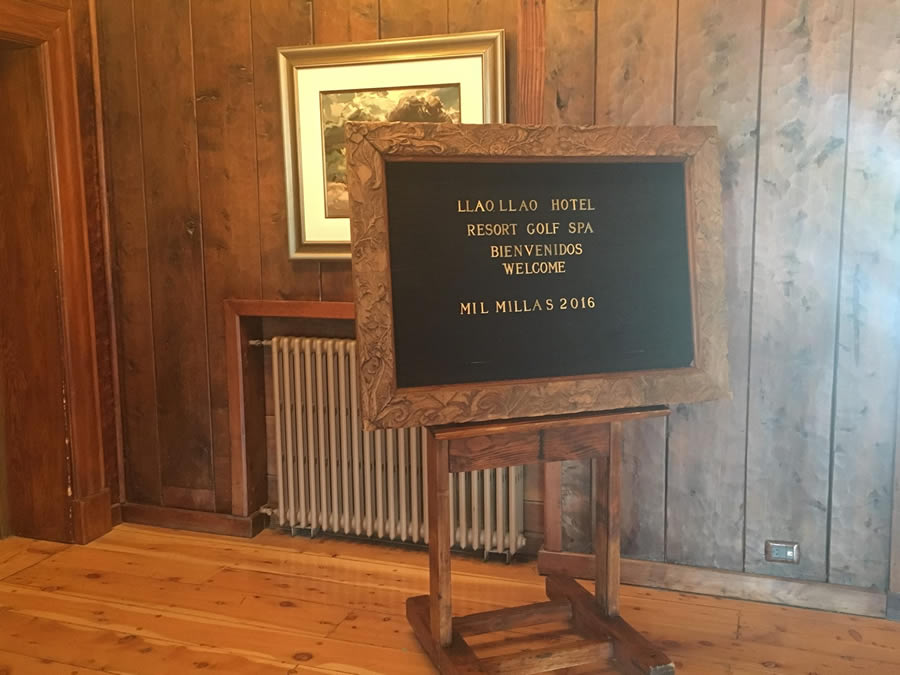 LLAO LLAO HOTEL
RESORT GOLF SPA
BIENVENIDOS
WELCOME
MIL MILLAS 2016